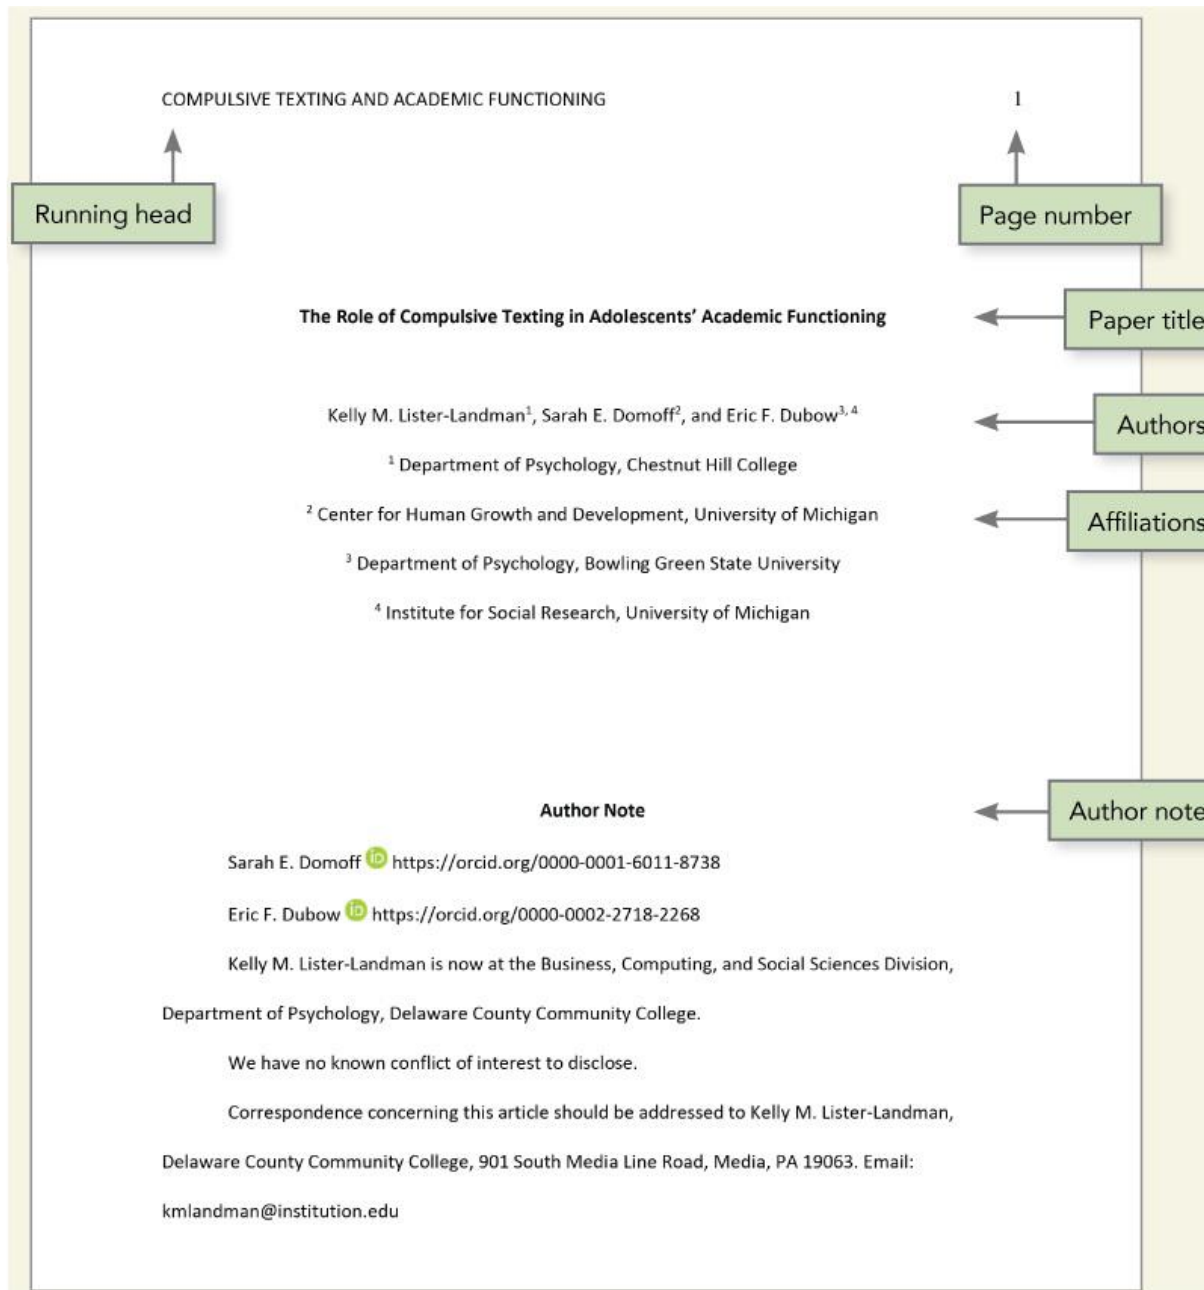 COMPULSIVE TEXTING AND ACADEMIC FUNCTIONING 1
Running head
Page number
The Role of Compulsive Texting in Adolescents’ Academic Functioning
Paper title
Kelly M. Lister-Landman¹, Sarah E. Domoff², and Eric F. Dubow³, ⁴
Authors
¹ Department of Psychology, Chestnut Hill College
² Center for Human Growth and Development, University of Michigan
Affiliations
³ Department of Psychology, Bowling Green State University
⁴ Institute for Social Research, University of Michigan
Author Note
Author note
Sarah E. Domoff iD https://orcid.org/0000-0001-6011-8738
Eric F. Dubow iD https://orcid.org/0000-0002-2718-2268
Kelly M. Lister-Landman is now at the Business, Computing, and Social Sciences Division,
Department of Psychology, Delaware County Community College.
We have no known conflict of interest to disclose.
Correspondence concerning this article should be addressed to Kelly M. Lister-Landman,
Delaware County Community College, 901 South Media Line Road, Media, PA 19063. Email:
kmlandman@institution.edu